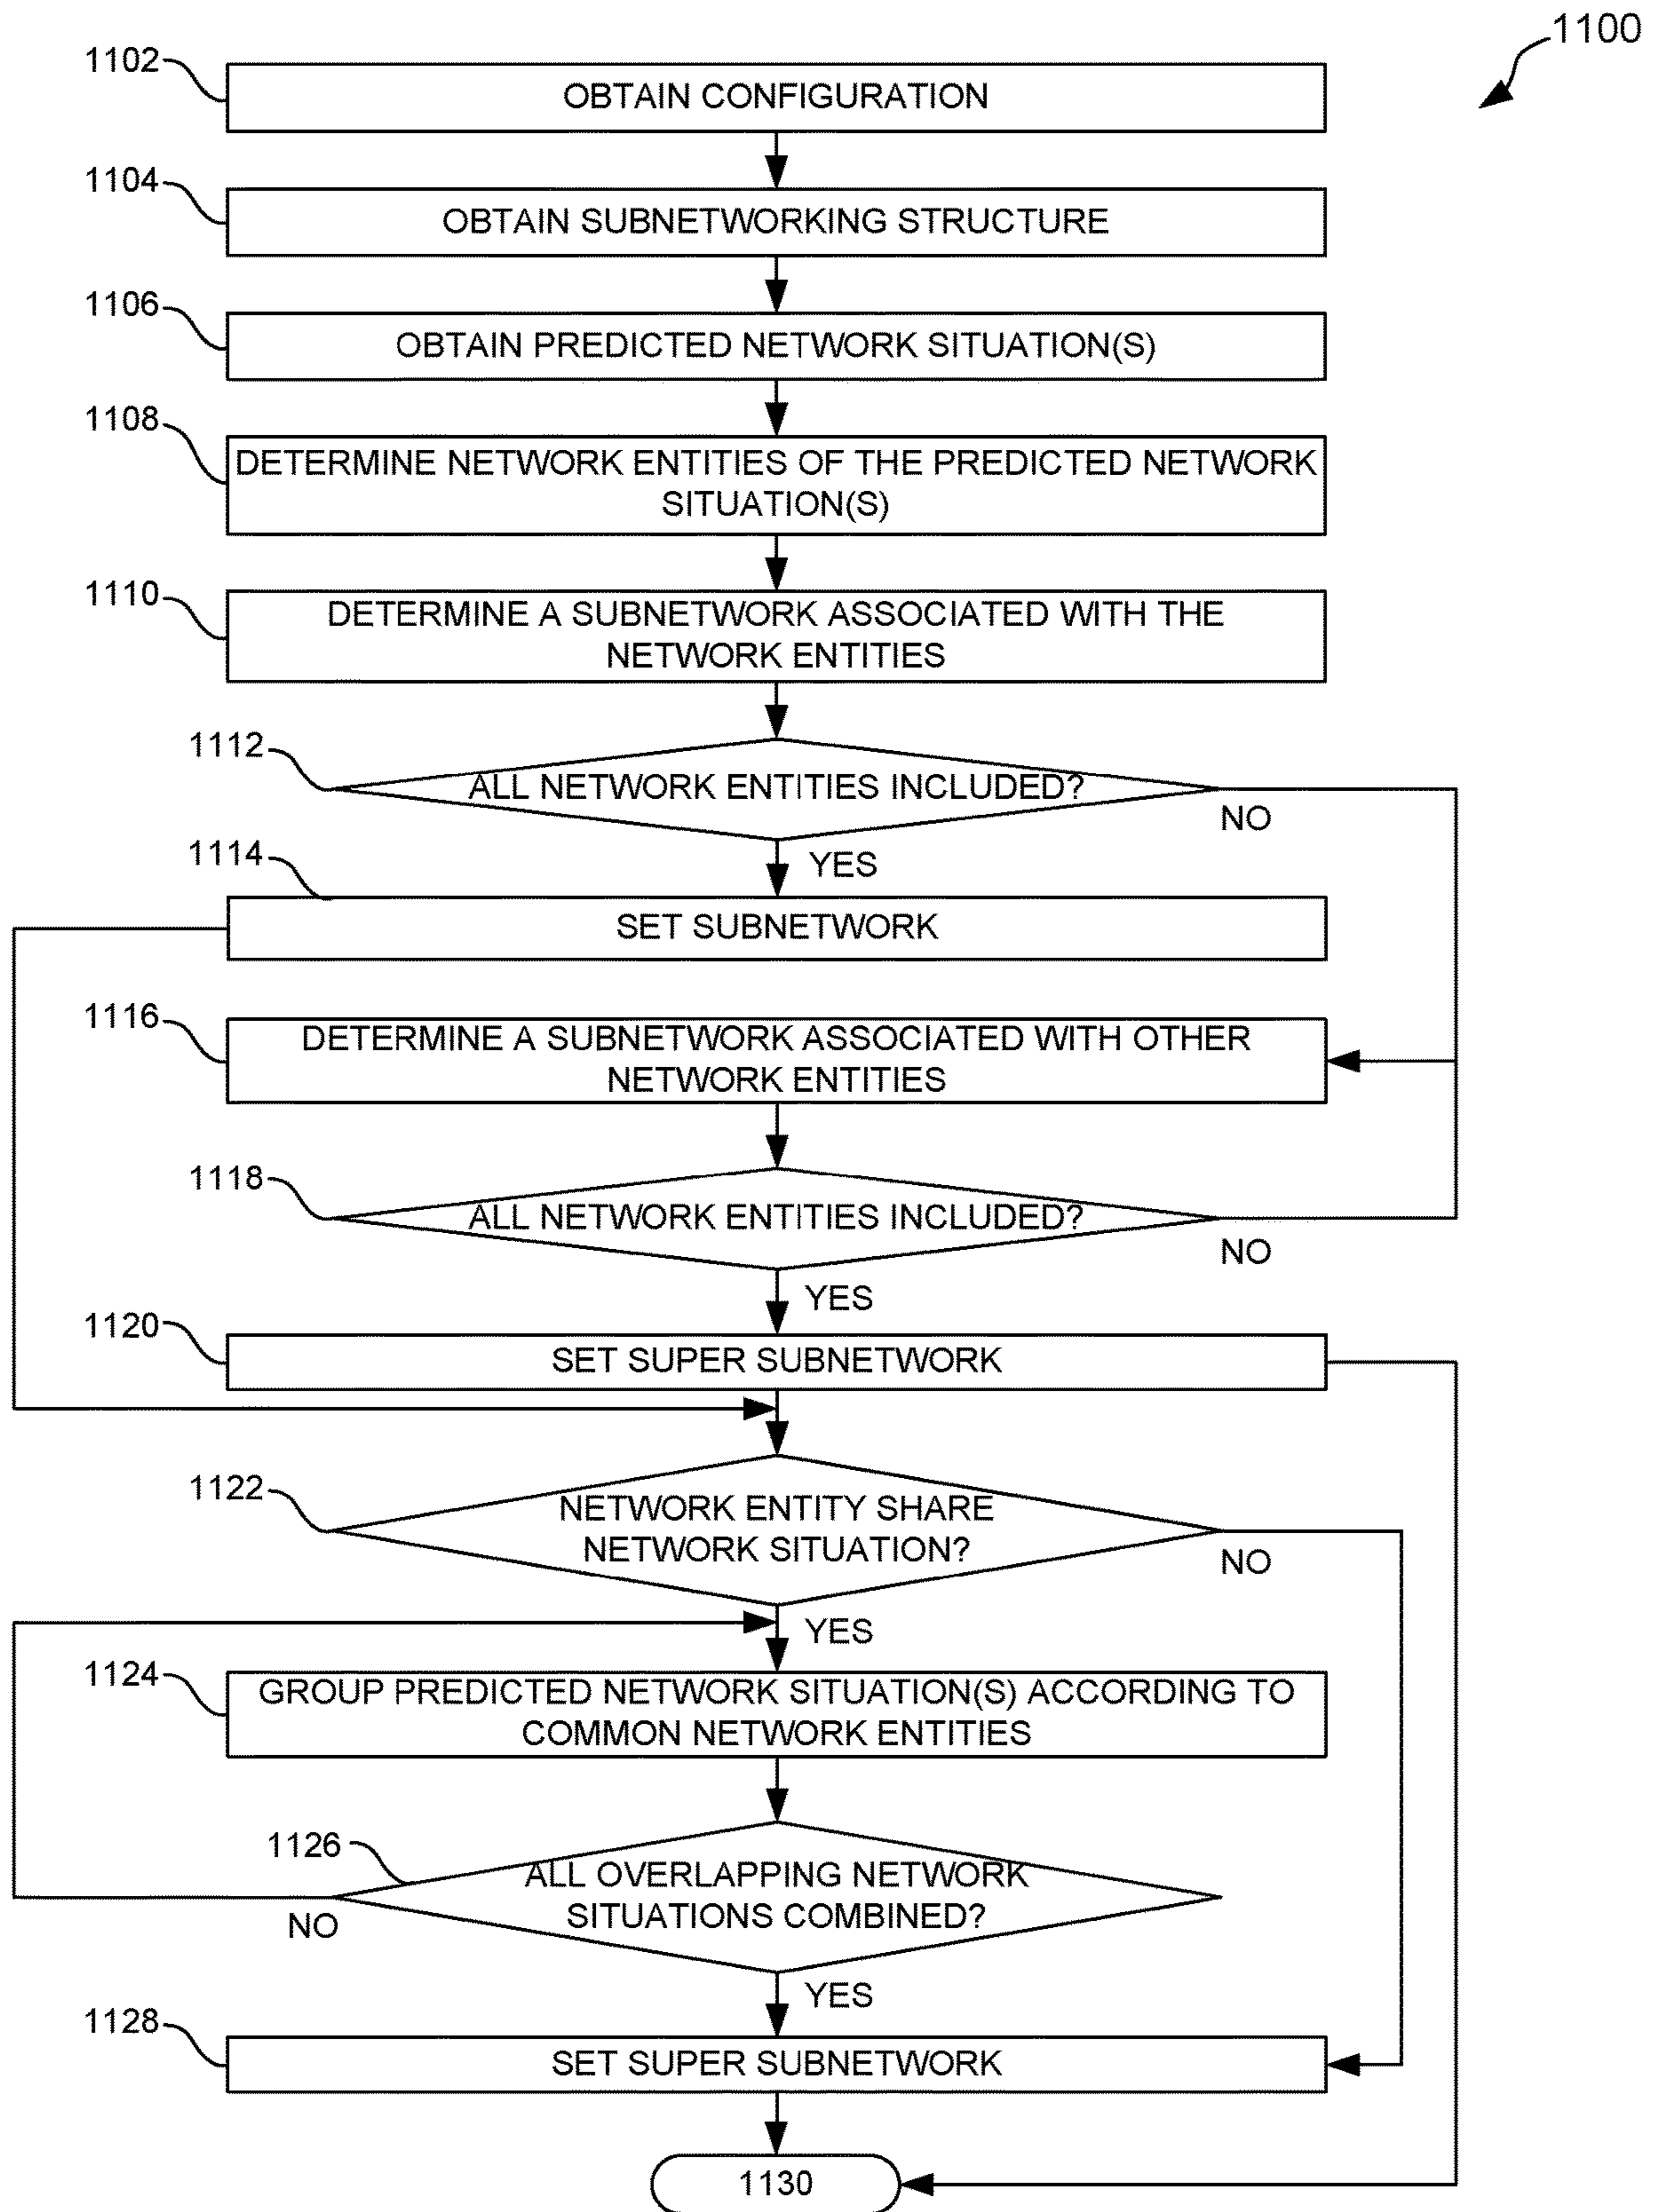 1100
1102
OBTAIN CONFIGURATION
1104
OBTAIN SUBNETWORKING STRUCTURE
1106
OBTAIN PREDICTED NETWORK SITUATION(S)
1108
DETERMINE NETWORK ENTITIES OF THE PREDICTED NETWORK
SITUATION(S)
1110
DETERMINE A SUBNETWORK ASSOCIATED WITH THE
NETWORK ENTITIES
1112
ALL NETWORK ENTITIES INCLUDED?
NO
YES
1114
SET SUBNETWORK
1116
DETERMINE A SUBNETWORK ASSOCIATED WITH OTHER
NETWORK ENTITIES
1118
ALL NETWORK ENTITIES INCLUDED?
NO
YES
1120
SET SUPER SUBNETWORK
1122
NETWORK ENTITY SHARE
NETWORK SITUATION?
NO
YES
1124
GROUP PREDICTED NETWORK SITUATION(S) ACCORDING TO
COMMON NETWORK ENTITIES
1126
ALL OVERLAPPING NETWORK
SITUATIONS COMBINED?
NO
YES
1128
SET SUPER SUBNETWORK
1130